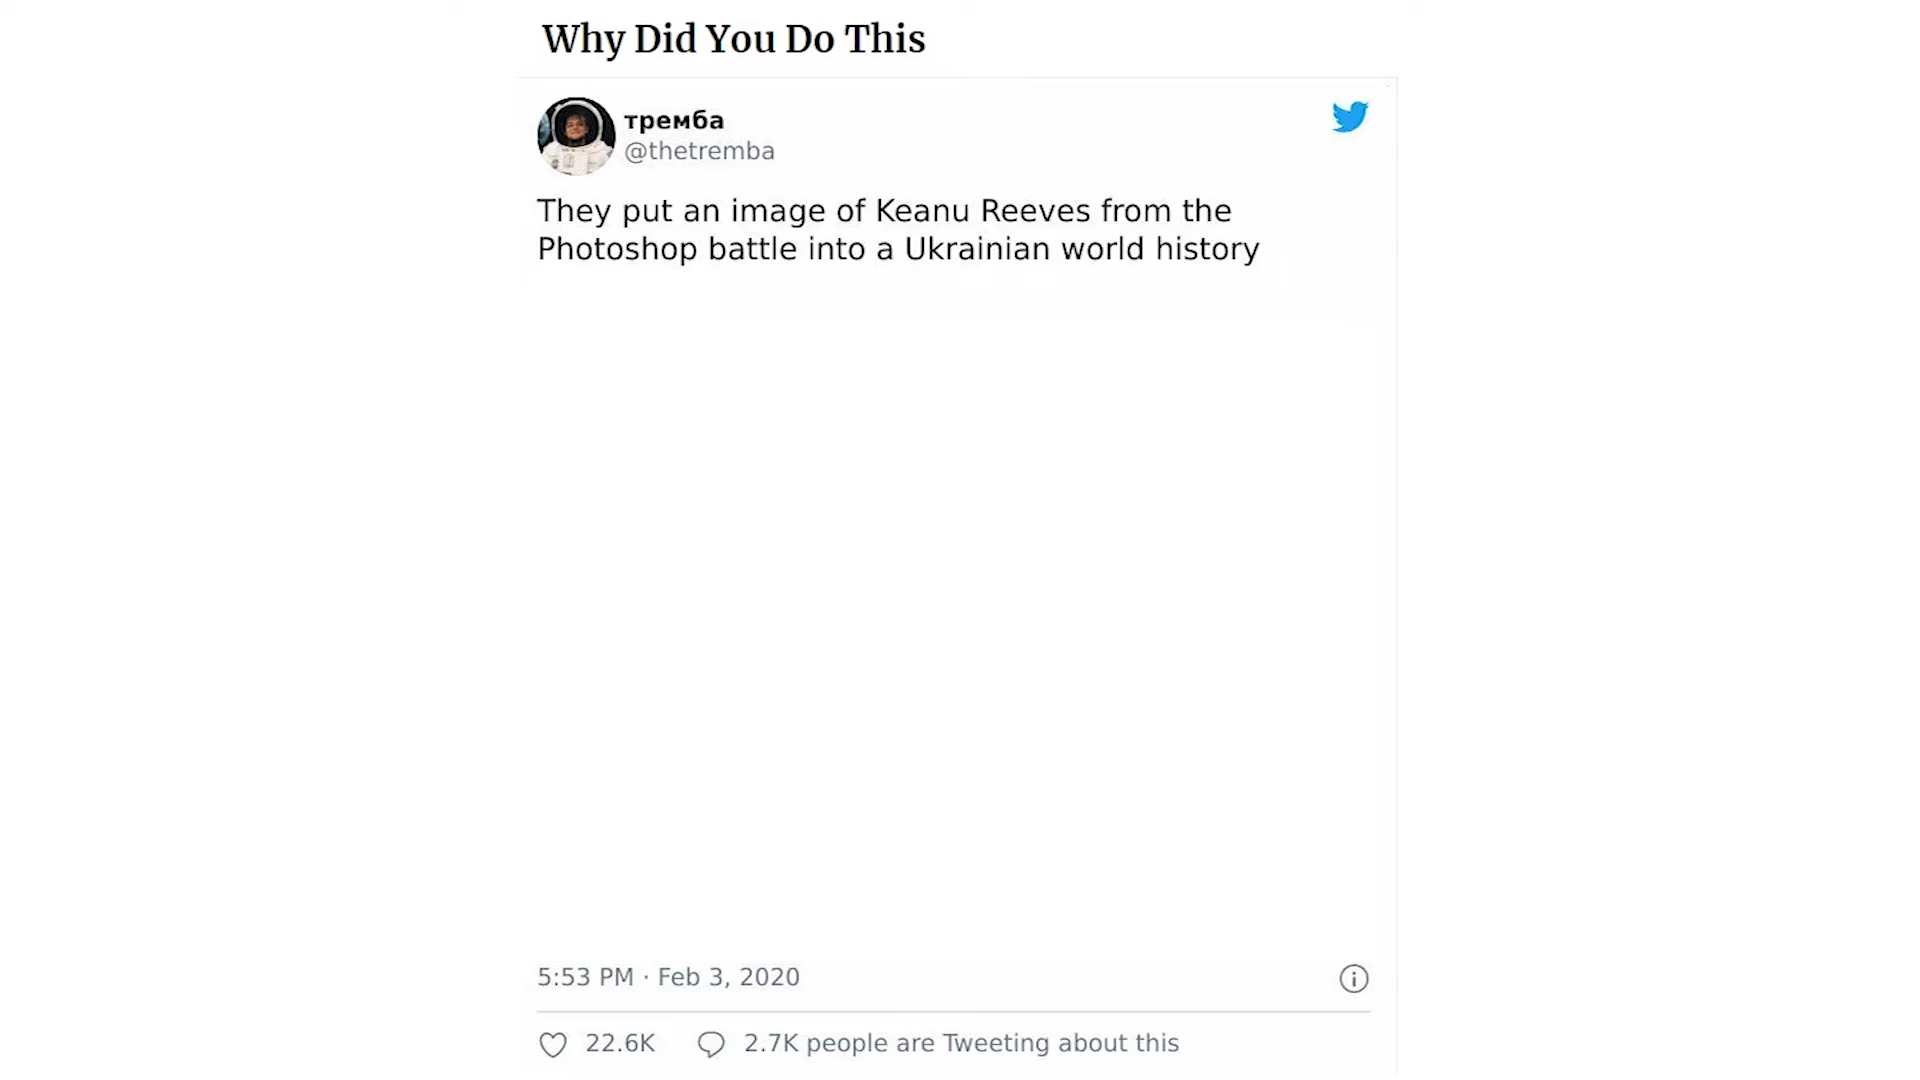 Why Did You Do This
тремба
@thetremba
They put an image of Keanu Reeves from the
Photoshop battle into a Ukrainian world history
5:53 PM · Feb 3, 2020
22.6K 2.7K people are Tweeting about this